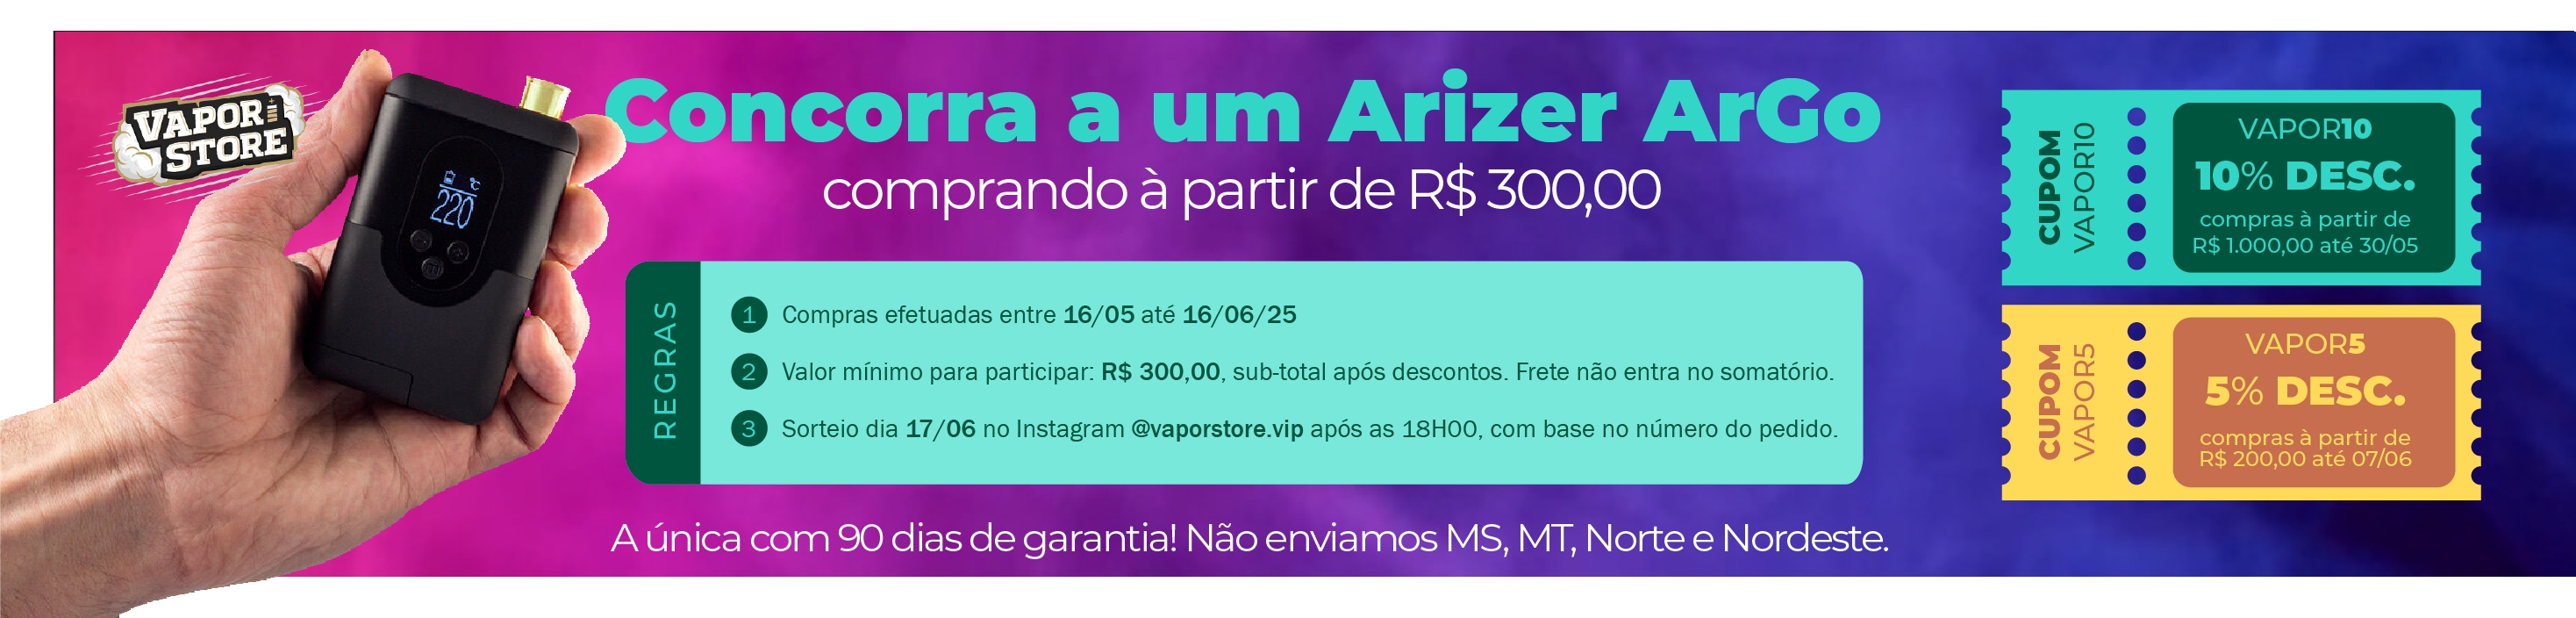 VAPOR
STORE
220
°C
Concorra a um Arizer ArGo
comprando à partir de R$ 300,00
REGRAS
1 Compras efetuadas entre 16/05 até 16/06/25
2 Valor mínimo para participar: R$ 300,00, sub-total após descontos. Frete não entra no somatório.
3 Sorteio dia 17/06 no Instagram @vaporstore.vip após as 18H00, com base no número do pedido.
A única com 90 dias de garantia! Não enviamos MS, MT, Norte e Nordeste.
CUPOM
VAPOR10
VAPOR10
10% DESC.
compras à partir de
R$ 1.000,00 até 30/05
CUPOM
VAPOR5
VAPOR5
5% DESC.
compras à partir de
R$ 200,00 até 07/06